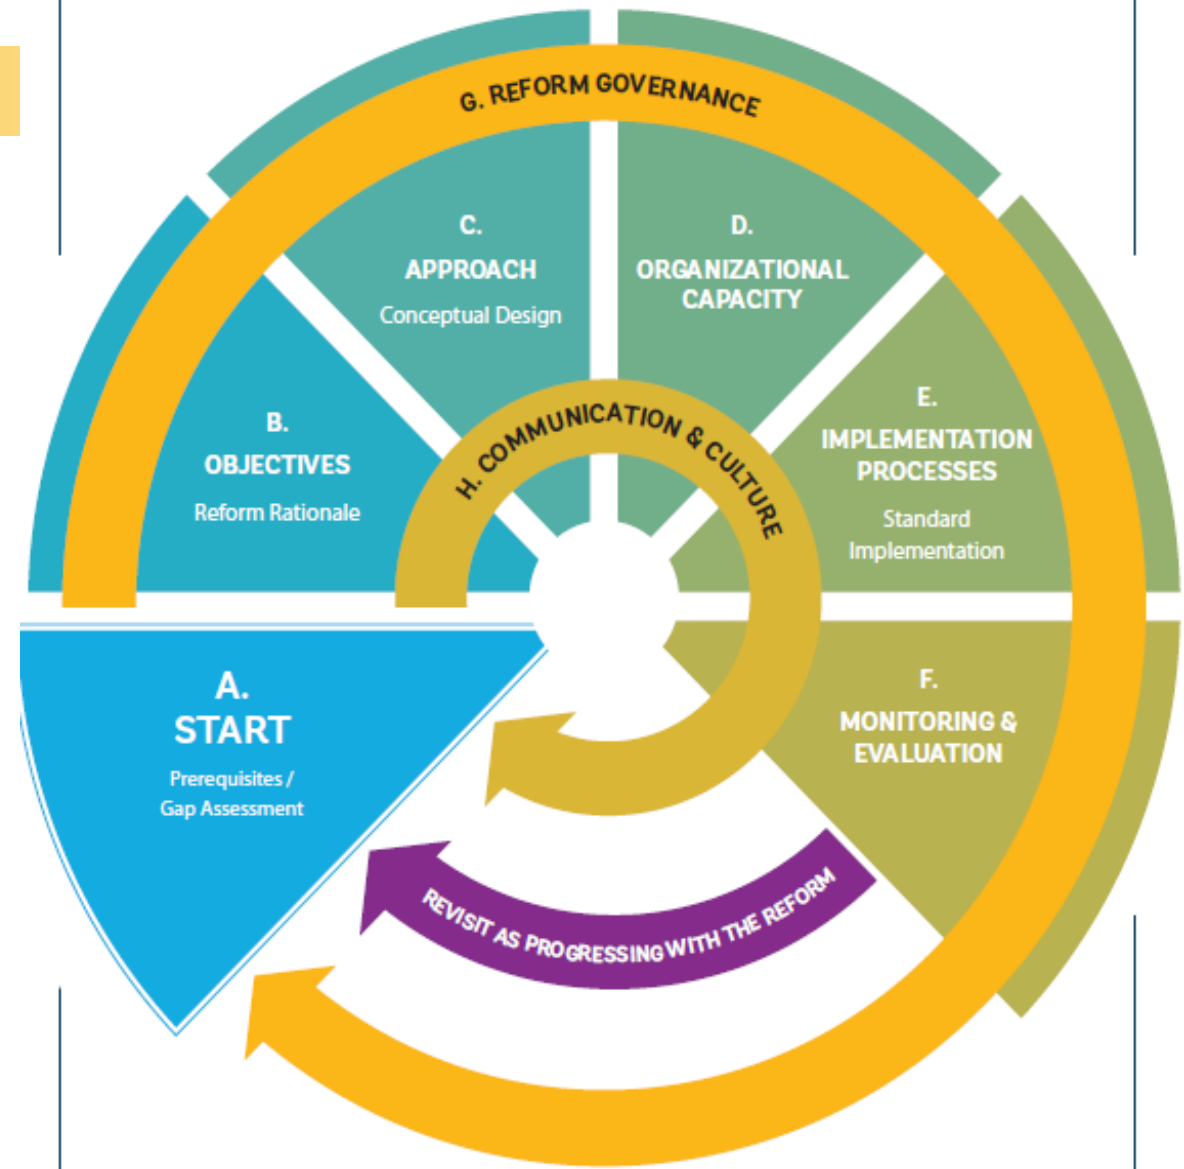 G. REFORM GOVERNANCE
C.
APPROACH
Conceptual Design
D.
ORGANIZATIONAL
CAPACITY
B.
OBJECTIVES
Reform Rationale
H. COMMUNICATION & CULTURE
E.
IMPLEMENTATION
PROCESSES
Standard
Implementation
A.
START
Prerequisites /
Gap Assessment
F.
MONITORING &
EVALUATION
REVISIT AS PROGRESSING WITH THE REFORM